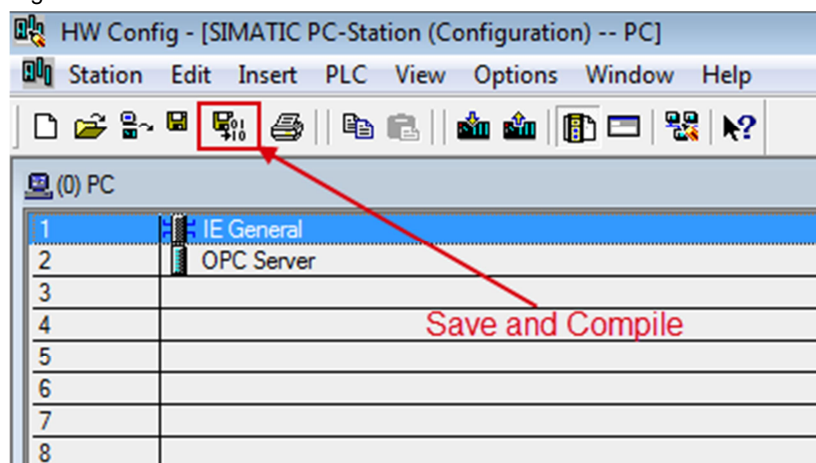 HW Config - [SIMATIC PC-Station (Configuration) -- PC]
Station Edit Insert PLC View Options Window Help
(0) PC
1 IE General
2 OPC Server
3
4
Save and Compile
5
6
7
8